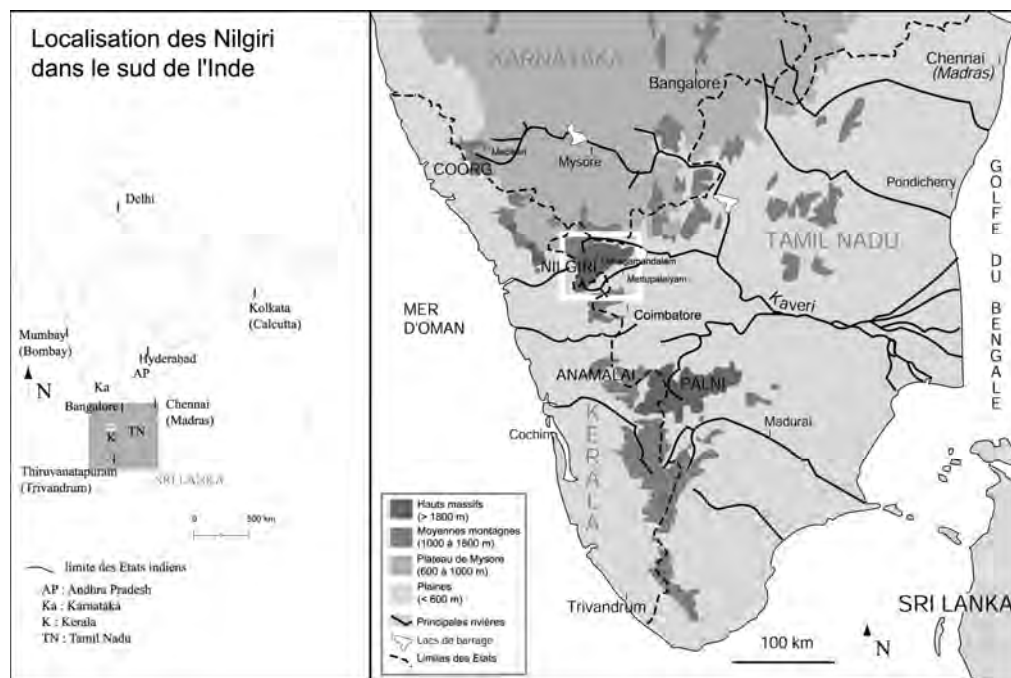 Localisation des Nilgiri
dans le sud de l'Inde
Delhi
Kolkata
(Calcutta)
Mumbay
(Bombay)
Hyderabad
AP
N
Ka
Bangalore
Chennai
(Madras)
K
TN
Thiruvanatapuram
(Trivandrum)
SRI LANKA
0 500 km
limite des Etats indiens
AP : Andhra Pradesh
Ka : Karnataka
K : Kerala
TN : Tamil Nadu
KARNATAKA
Bangalore
Chennai
(Madras)
Madikeri
Mysore
COORG
Pondicherry
GOLFE DU BENGALE
TAMIL NADU
NILGIRI
Udhagamandalam
Mettupalaiyam
MER
D'OMAN
Coimbatore
Kaveri
ANAMALAI
PALNI
Cochin
KERALA
Madurai
Hauts massifs
(> 1800 m)
Moyennes montagnes
(1000 à 1800 m)
Plateau de Mysore
(600 à 1000 m)
Plaines
(< 600 m)
Principales rivières
Lacs de barrage
Limites des Etats
Trivandrum
SRI LANKA
100 km
N